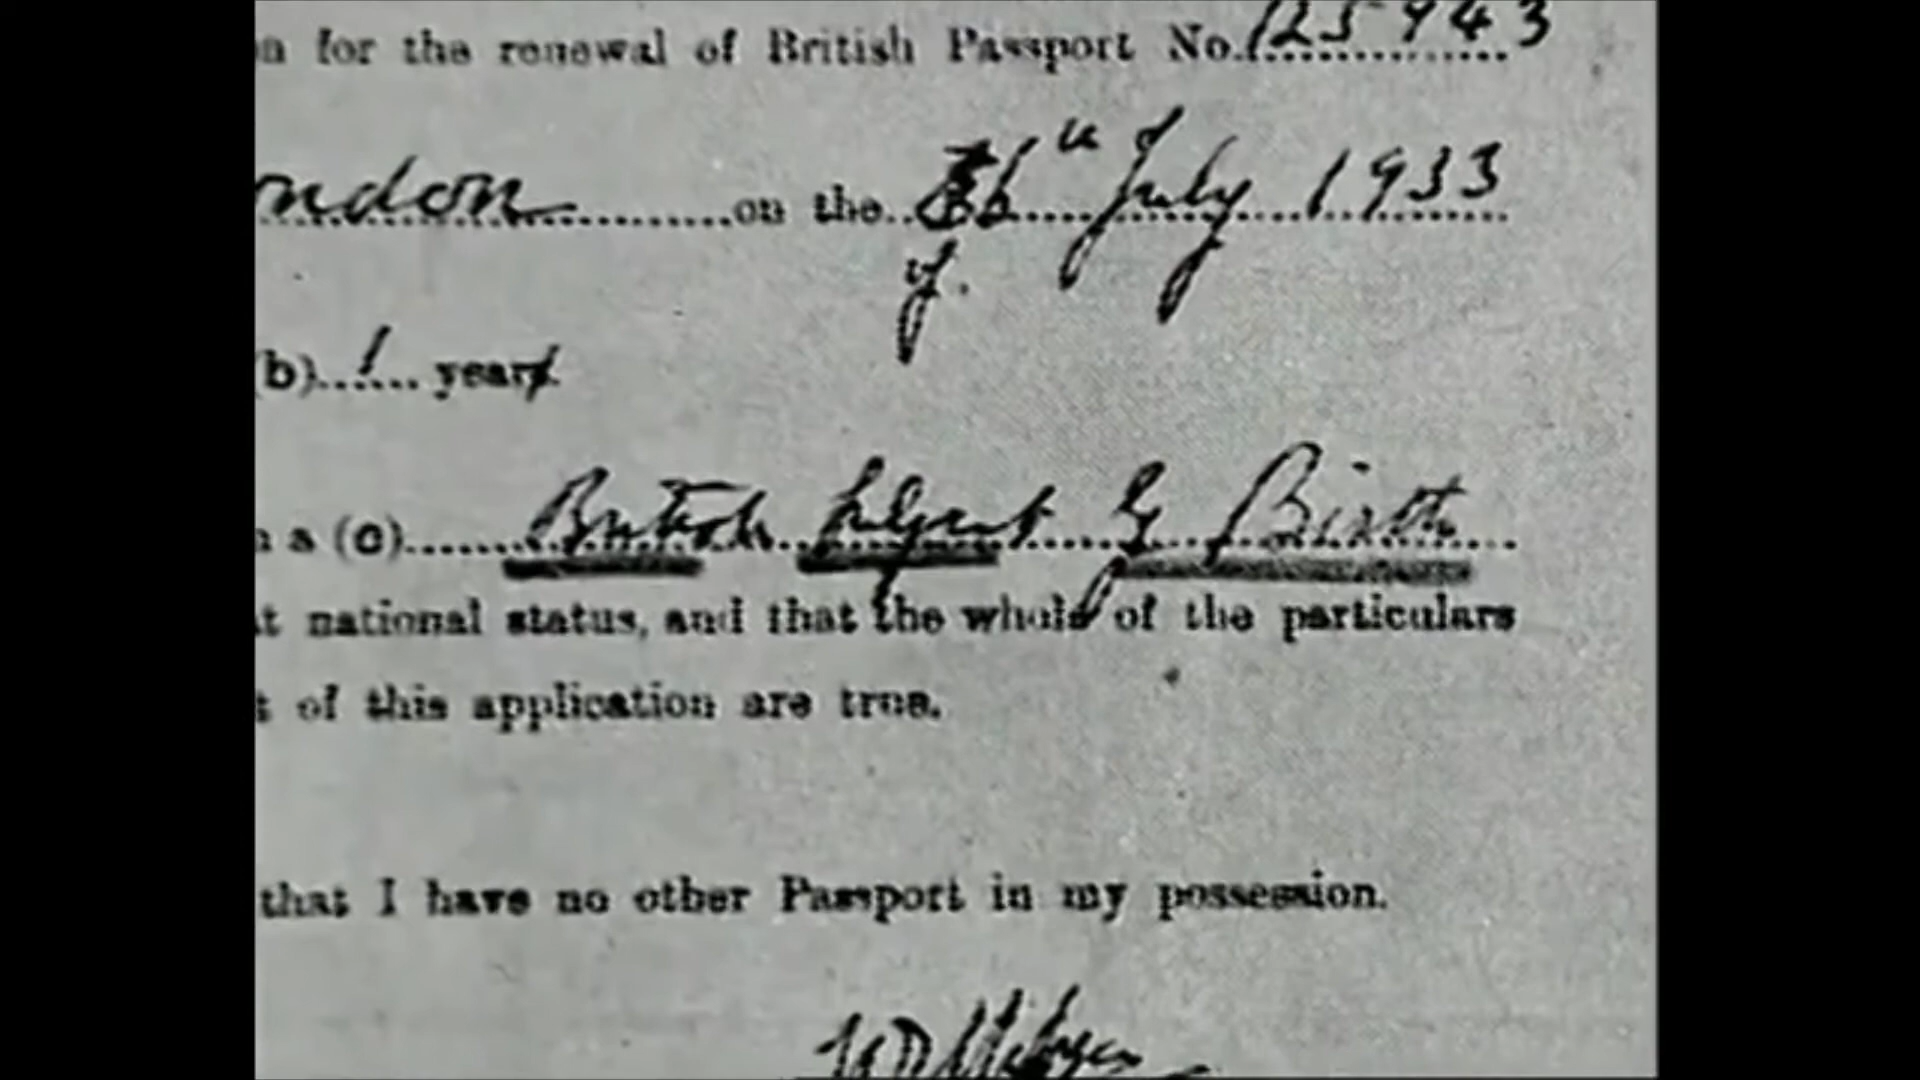 n for the renewal of British Passport No. 125943
ondon on the 6th July 1933
(b) 1 year
n a (c) British Subject by Birth
t national status, and that the whole of the particulars
t of this application are true.
that I have no other Passport in my possession.